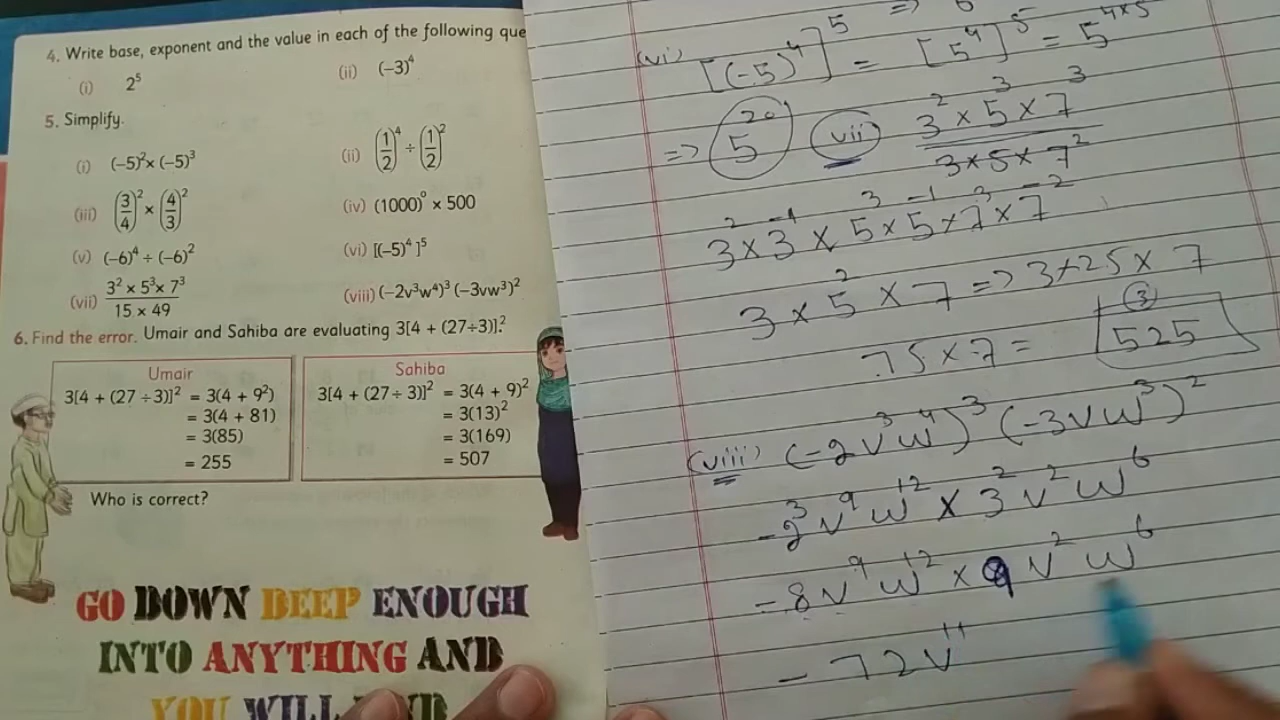 4. Write base, exponent and the value in each of the following que
(i) 2⁵ (ii) (–3)⁴
5. Simplify.
(i) (–5)² × (–5)³ (ii) (1/2)⁴ ÷ (1/2)²
(iii) (3/4)² × (4/3)² (iv) (1000)⁰ × 500
(v) (–6)⁴ ÷ (–6)² (vi) [(–5)⁴]⁵
(vii) 3² × 5³ × 7³ / 15 × 49 (viii) (–2v³w⁴)³ (–3vw³)²
6. Find the error. Umair and Sahiba are evaluating 3[4 + (27÷3)]².
Umair
3[4 + (27÷3)]² = 3(4 + 9²)
= 3(4 + 81)
= 3(85)
= 255
Sahiba
3[4 + (27÷3)]² = 3(4 + 9)²
= 3(13)²
= 3(169)
= 507
Who is correct?
GO DOWN DEEP ENOUGH
INTO ANYTHING AND
YOU WILL
(vi) [(-5)⁴]⁵ = [5⁴]⁵ = 5⁴ˣ⁵
=> 5²⁰ (vii) 3² × 5³ × 7³ / 3 × 5 × 7²
3² × 3⁻¹ × 5³ × 5⁻¹ × 7³ × 7⁻²
3 × 5² × 7 => 3 × 25 × 7
75 × 7 = 525
(viii) (-2v³w⁴)³ (-3vw³)²
-2³v⁹w¹² × 3²v²w⁶
-8v⁹w¹² × 9v²w⁶
-72v¹¹